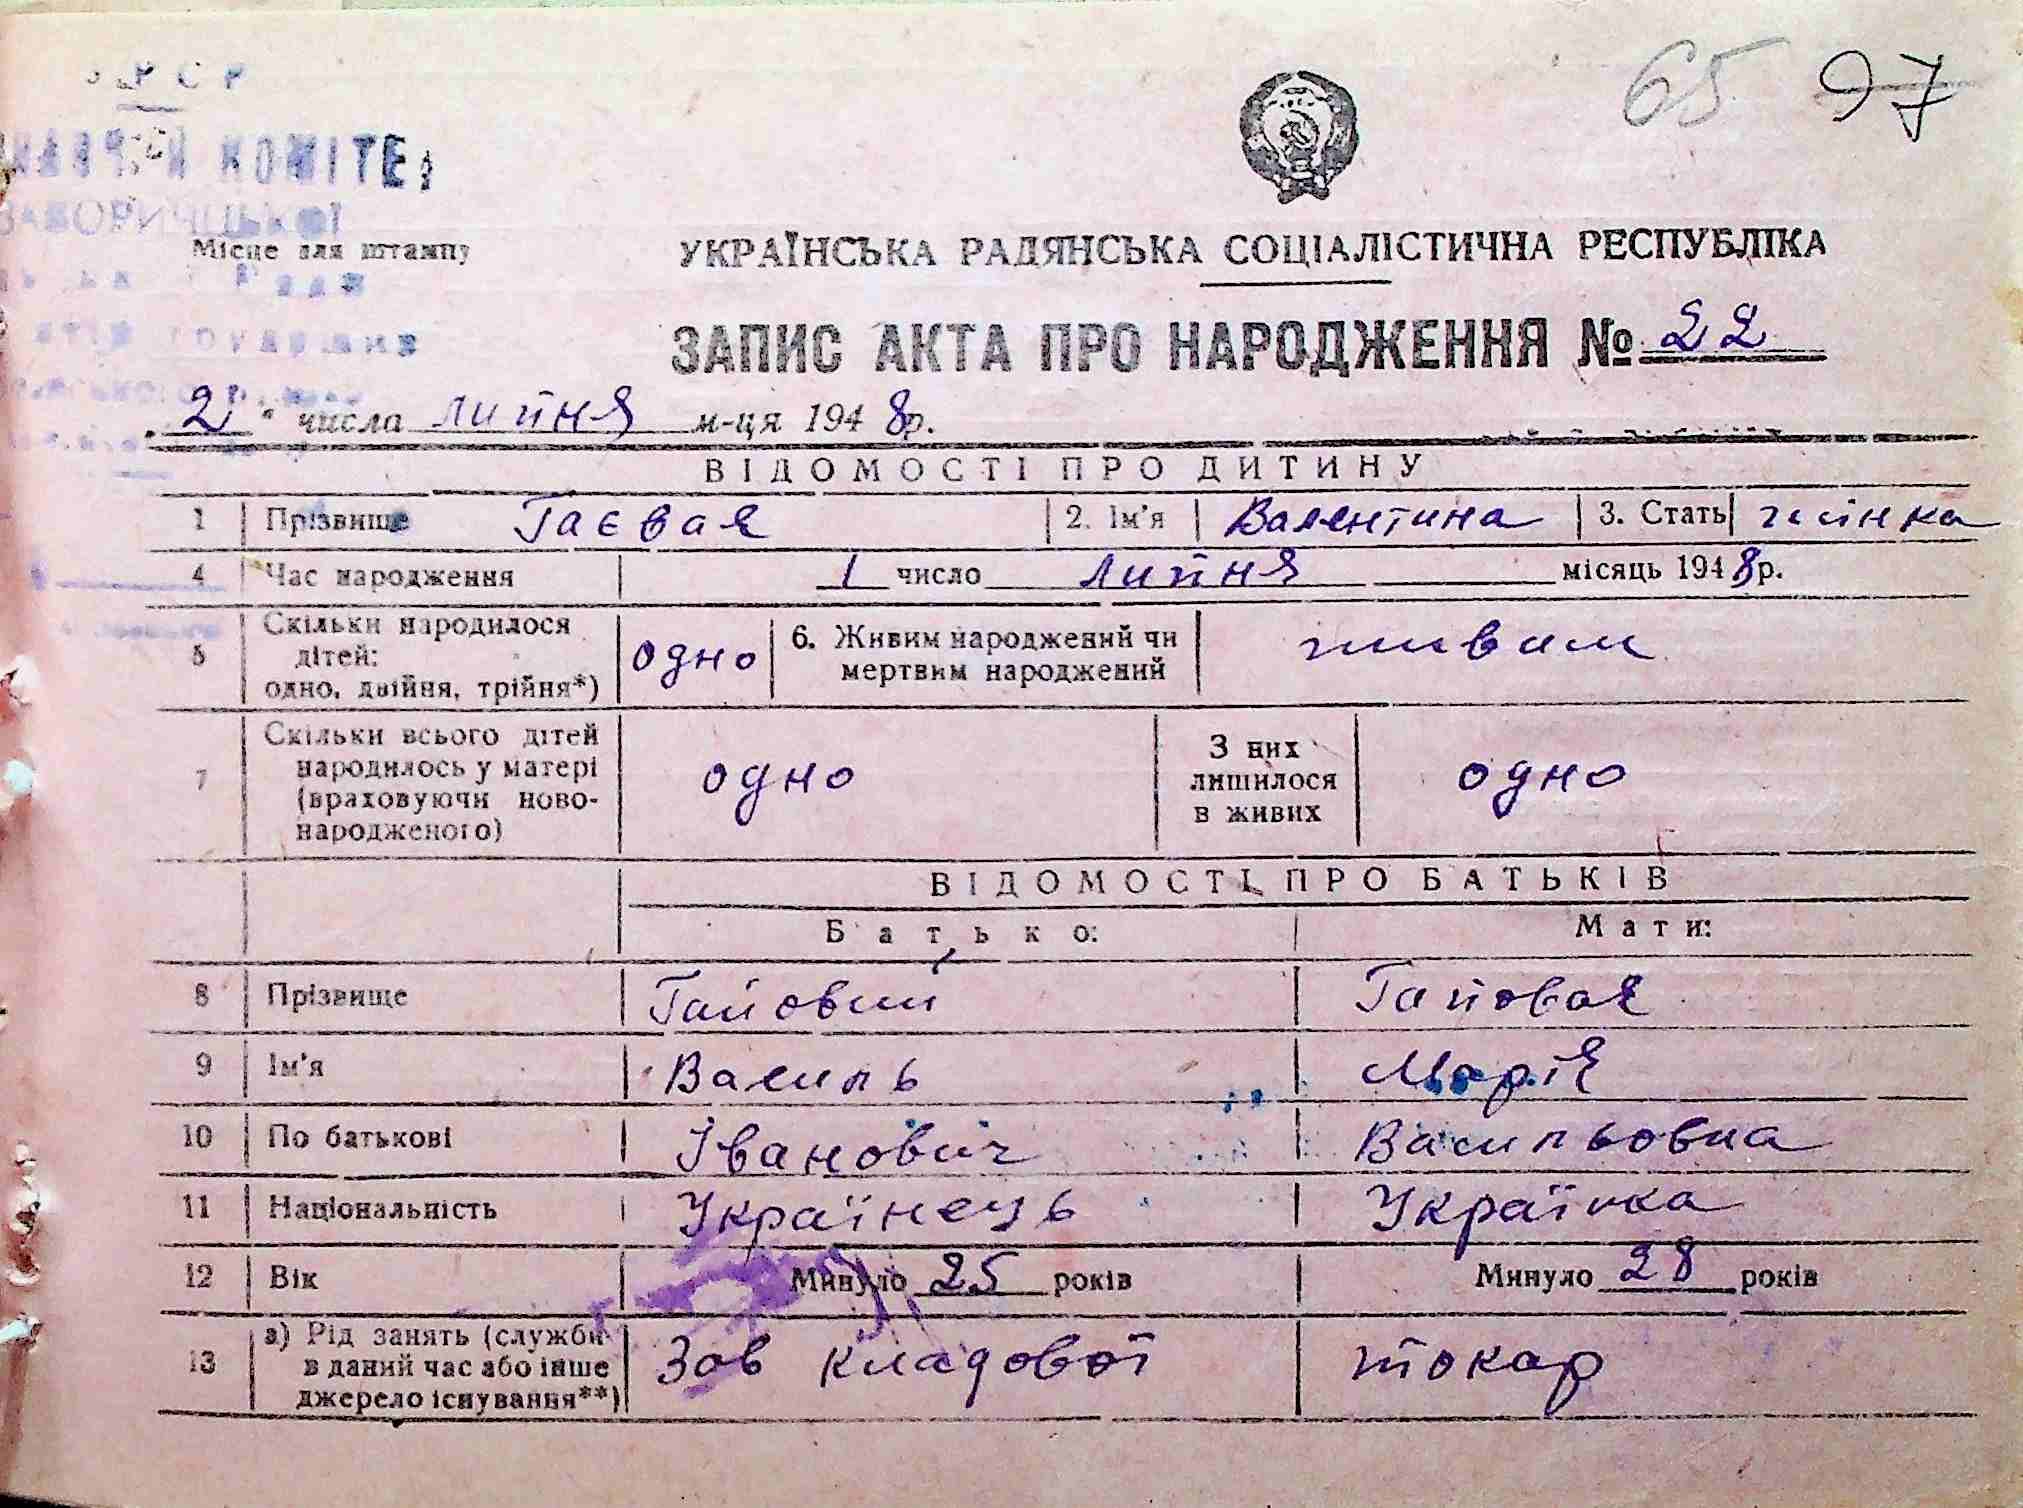 65 97
РСР
КОМІТЕ
Місце для штампу
УКРАЇНСЬКА РАДЯНСЬКА СОЦІАЛІСТИЧНА РЕСПУБЛІКА
ЗАПИС АКТА ПРО НАРОДЖЕННЯ № 22
„2“ числа липня м-ця 1948р.
ВІДОМОСТІ ПРО ДИТИНУ
1 Прізвище Гаєвая 2. Ім'я Валентина 3. Стать жінка
4 Час народження 1 число липня місяць 1948р.
5 Скільки народилося дітей: одно, двійня, трійня*) одно 6. Живим народжений чи мертвим народжений живим
7 Скільки всього дітей народилось у матері (враховуючи новонародженого) одно З них лишилося в живих одно
ВІДОМОСТІ ПРО БАТЬКІВ
Батько: Мати:
8 Прізвище Гайовий Гайовая
9 Ім'я Василь Марія
10 По батькові Іванович Васильовна
11 Національність Українець Українка
12 Вік Минуло 25 років Минуло 28 років
13 а) Рід занять (служби в даний час або інше джерело існування**) Зав кладової токар